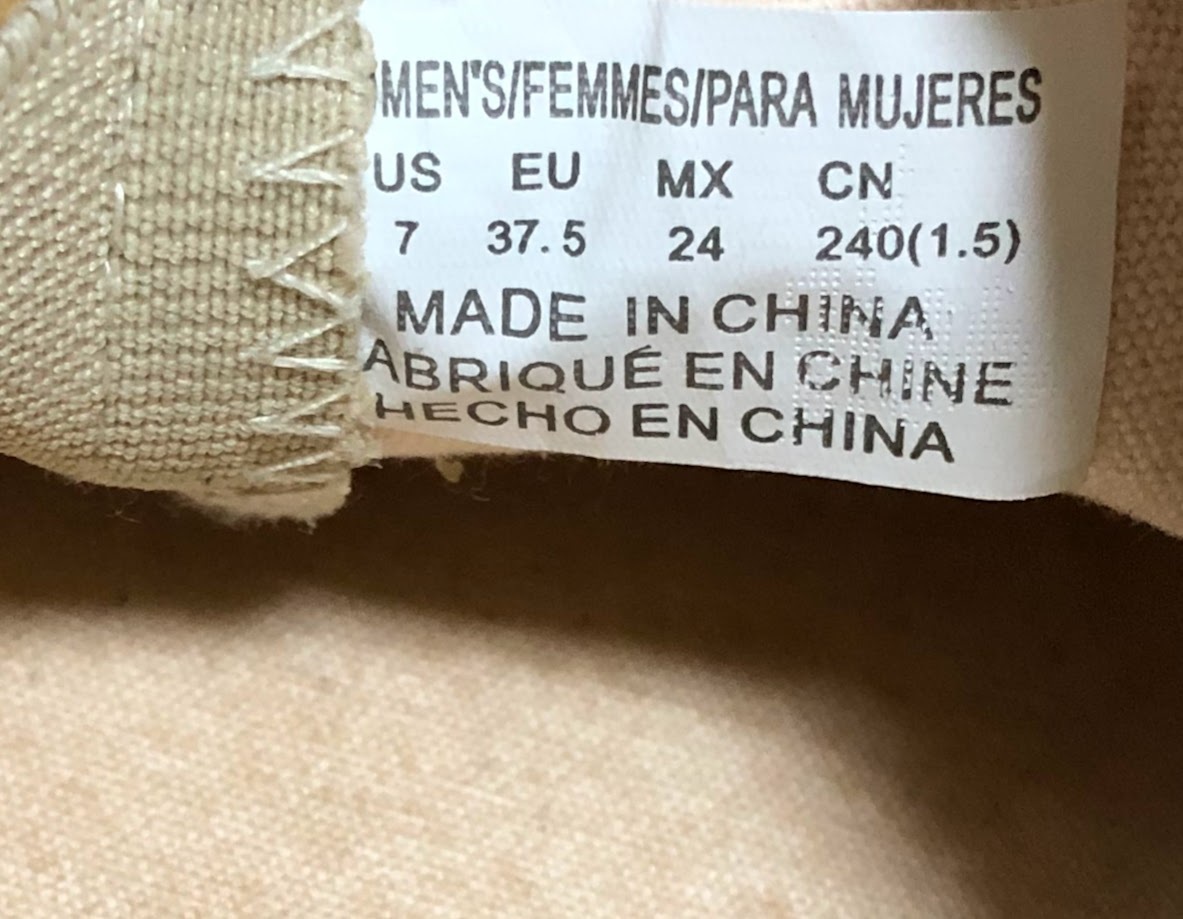 MEN'S/FEMMES/PARA MUJERES
US EU MX CN
7 37.5 24 240(1.5)
MADE IN CHINA
ABRIQUÉ EN CHINE
HECHO EN CHINA